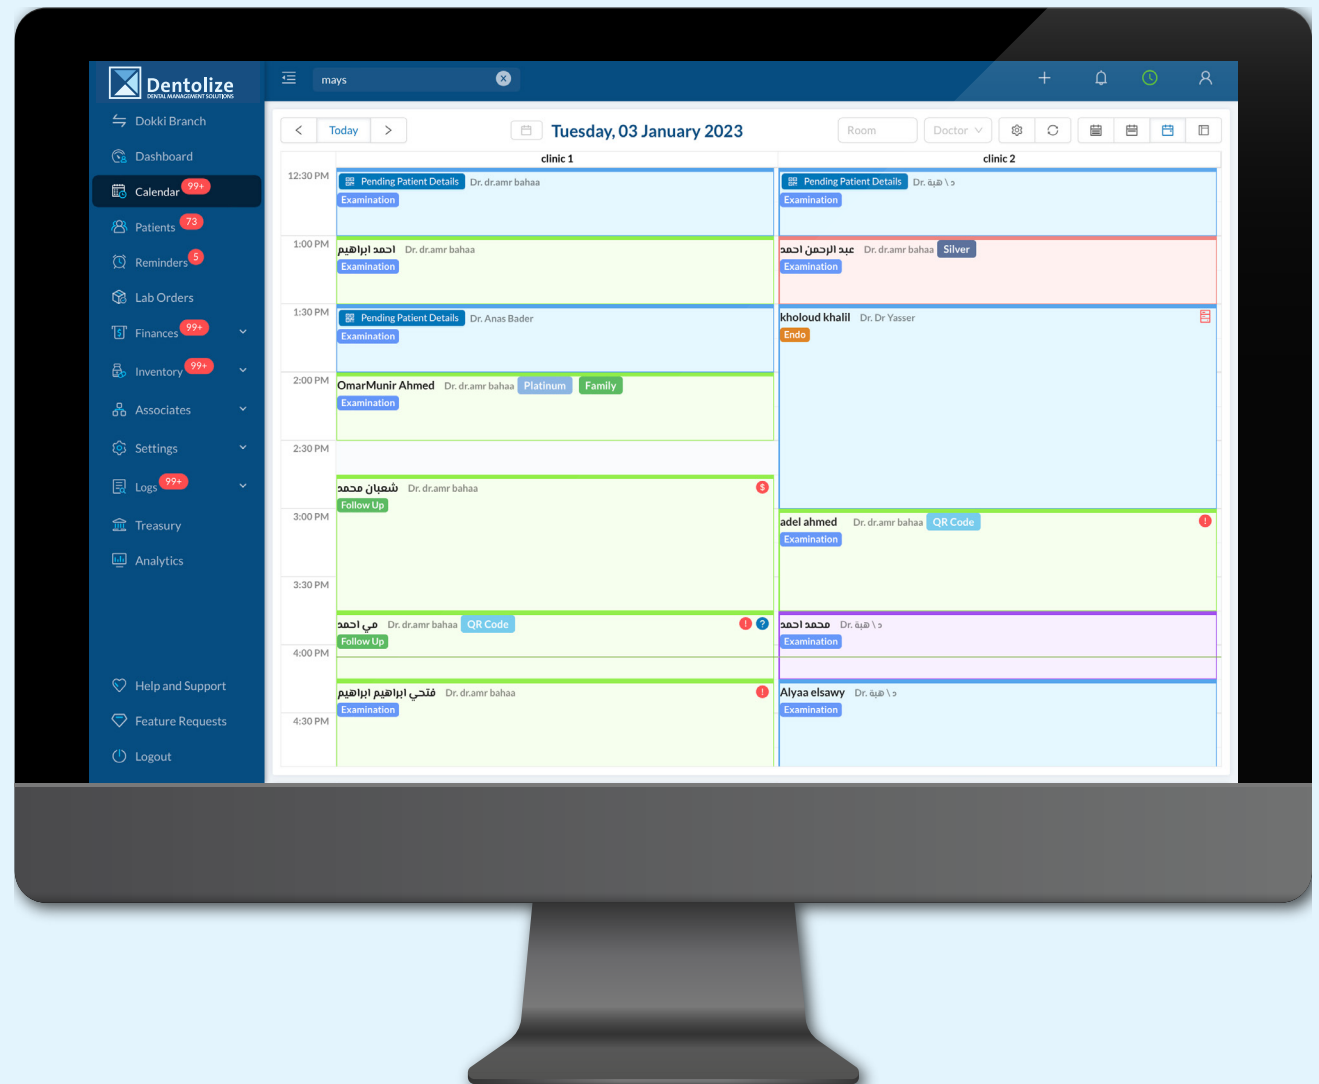 Dentolize
DENTAL MANAGEMENT SOLUTIONS
mays
Dokki Branch
Dashboard
Calendar 99+
Patients 73
Reminders 5
Lab Orders
Finances 99+
Inventory 99+
Associates
Settings
Logs 99+
Treasury
Analytics
Help and Support
Feature Requests
Logout
Today
Tuesday, 03 January 2023
Room
Doctor
clinic 1
clinic 2
12:30 PM
Pending Patient Details Dr. dr.amr bahaa
Examination
Pending Patient Details Dr. د \ هبة
Examination
1:00 PM
احمد ابراهيم Dr. dr.amr bahaa
Examination
عبد الرحمن احمد Dr. dr.amr bahaa Silver
Examination
1:30 PM
Pending Patient Details Dr. Anas Bader
Examination
kholoud khalil Dr. Dr Yasser
Endo
2:00 PM
OmarMunir Ahmed Dr. dr.amr bahaa Platinum Family
Examination
2:30 PM
شعبان محمد Dr. dr.amr bahaa
Follow Up
3:00 PM
adel ahmed Dr. dr.amr bahaa QR Code
Examination
3:30 PM
مي احمد Dr. dr.amr bahaa QR Code
Follow Up
محمد احمد Dr. د \ هبة
Examination
4:00 PM
فتحي ابراهيم ابراهيم Dr. dr.amr bahaa
Examination
Alyaa elsawy Dr. د \ هبة
Examination
4:30 PM